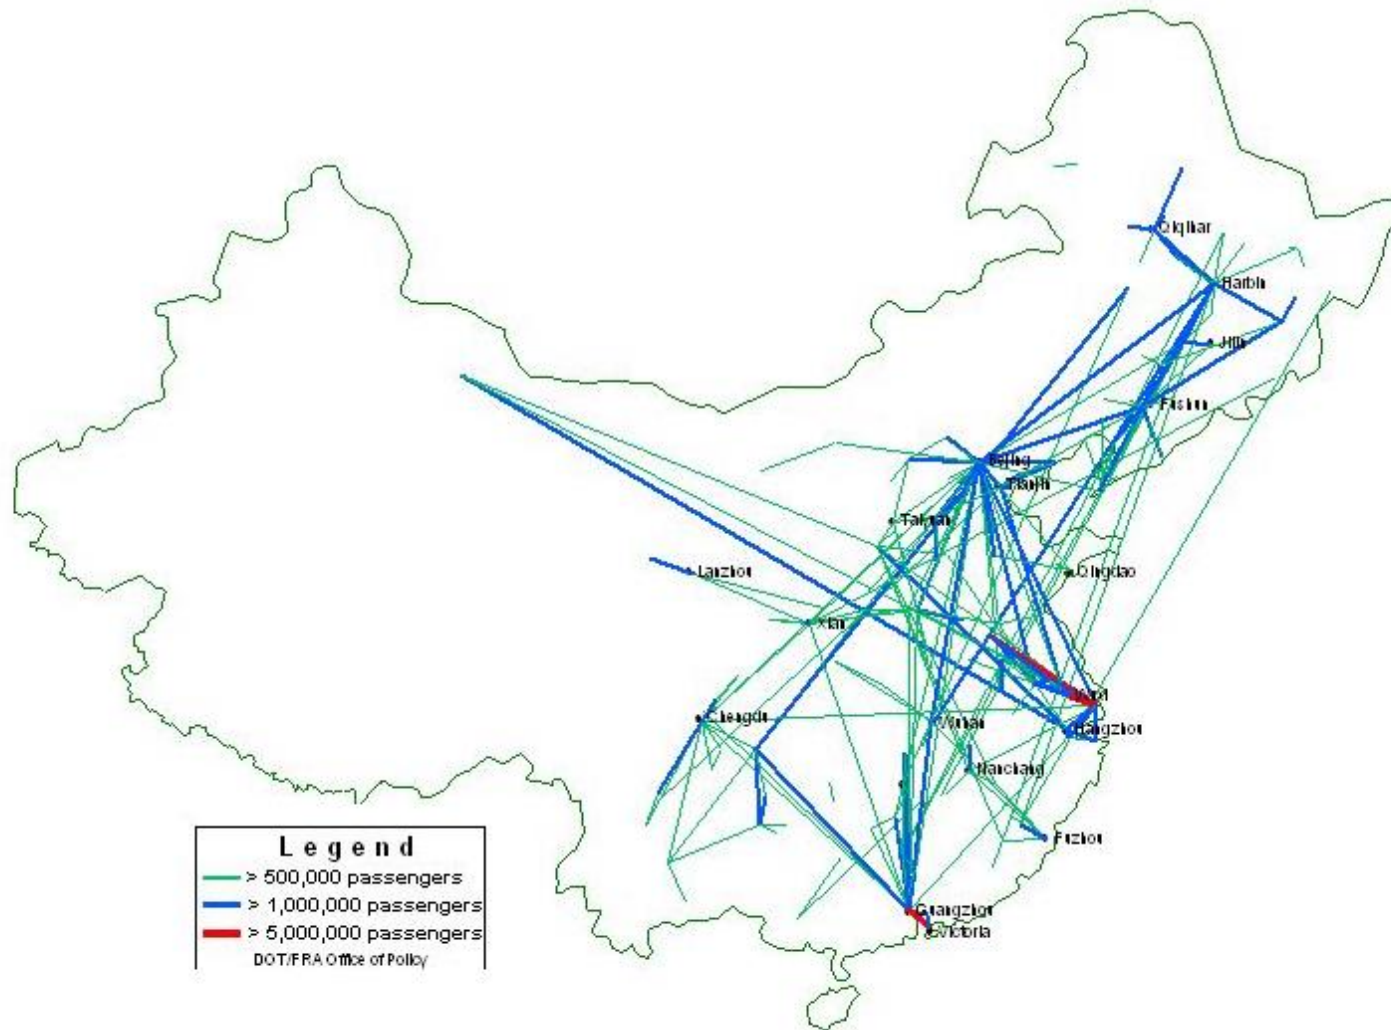 Qiqihar
Harbin
Jilin
Fushun
Beijing
Tianjin
Taiyuan
Lanzhou
Qingdao
Xian
Wuxi
Chengdu
Wuhan
Hangzhou
Nanchang
Fuzhou
Guangzhou
Victoria
Legend
> 500,000 passengers
> 1,000,000 passengers
> 5,000,000 passengers
DOT/FRA Office of Policy